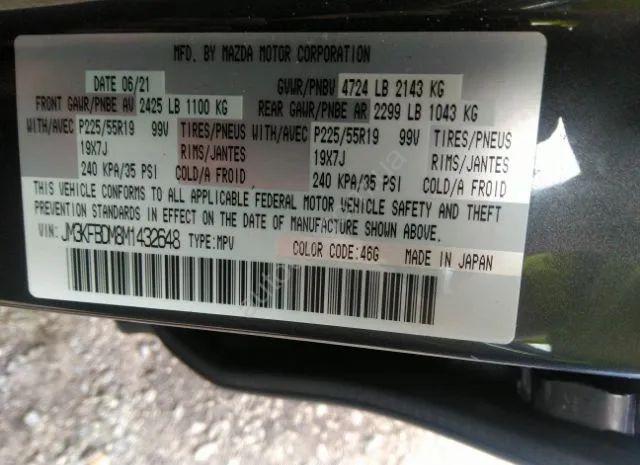 MFD. BY MAZDA MOTOR CORPORATION
DATE 06/21 GVWR/PNBV 4724 LB 2143 KG
FRONT GAWR/PNBE AV 2425 LB 1100 KG REAR GAWR/PNBE AR 2299 LB 1043 KG
WITH/AVEC P225/55R19 99V TIRES/PNEUS WITH/AVEC P225/55R19 99V TIRES/PNEUS
19X7J RIMS/JANTES 19X7J RIMS/JANTES
240 KPA/35 PSI COLD/A FROID 240 KPA/35 PSI COLD/A FROID
THIS VEHICLE CONFORMS TO ALL APPLICABLE FEDERAL MOTOR VEHICLE SAFETY AND THEFT
PREVENTION STANDARDS IN EFFECT ON THE DATE OF MANUFACTURE SHOWN ABOVE.
VIN: JM3KFBDM8M1432648 TYPE:MPV COLOR CODE:46G MADE IN JAPAN